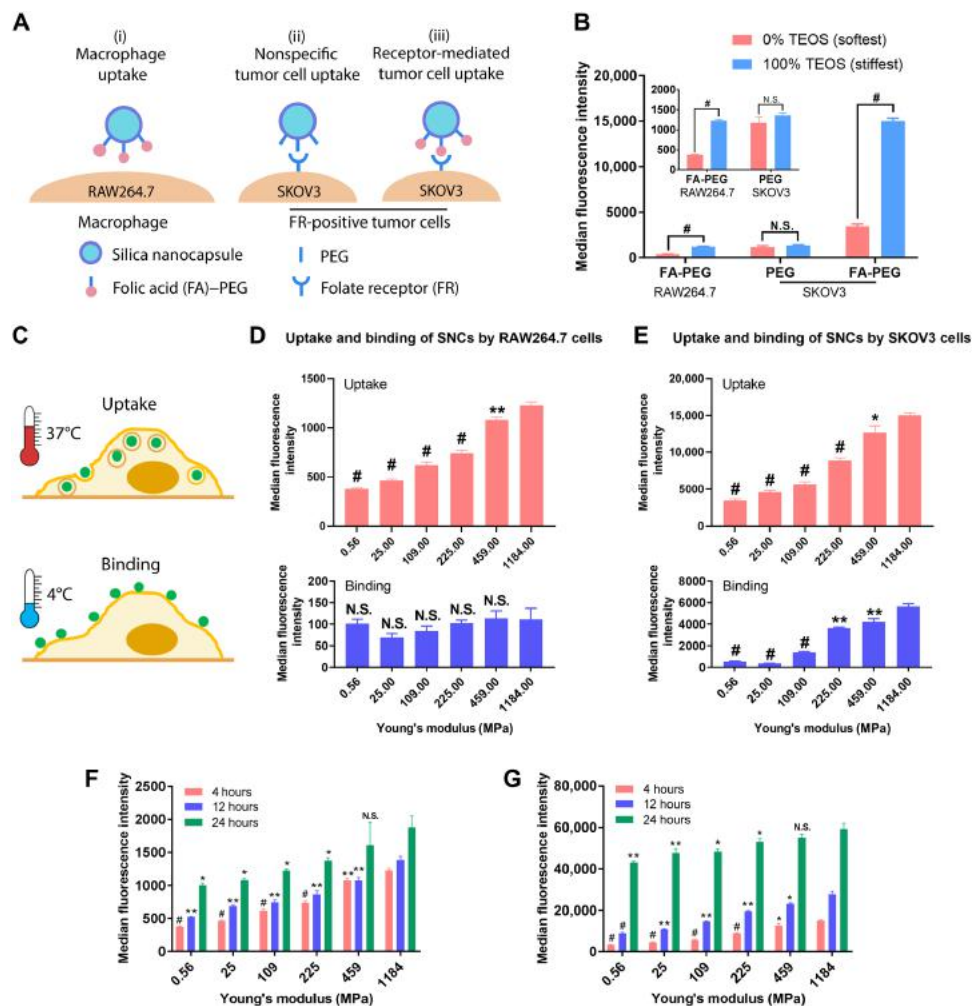 A
(i)
Macrophage
uptake
(ii)
Nonspecific
tumor cell uptake
(iii)
Receptor-mediated
tumor cell uptake
RAW264.7
SKOV3
SKOV3
Macrophage
FR-positive tumor cells
Silica nanocapsule
PEG
Folic acid (FA)–PEG
Folate receptor (FR)
B
0% TEOS (softest)
100% TEOS (stiffest)
Median fluorescence intensity
15,000
10,000
5000
0
1500
1000
500
0
#
N.S.
FA-PEG
PEG
RAW264.7
SKOV3
#
N.S.
#
FA-PEG
PEG
FA-PEG
RAW264.7
SKOV3
C
Uptake
37°C
Binding
4°C
D
Uptake and binding of SNCs by RAW264.7 cells
Uptake
Median fluorescence
intensity
1500
1000
500
0
# # # # **
0.56 25.00 109.00 225.00 459.00 1184.00
Binding
Median fluorescence
intensity
200
150
100
50
0
N.S. N.S. N.S. N.S. N.S.
0.56 25.00 109.00 225.00 459.00 1184.00
Young's modulus (MPa)
E
Uptake and binding of SNCs by SKOV3 cells
Uptake
Median fluorescence
intensity
20,000
15,000
10,000
5000
0
# # # # *
0.56 25.00 109.00 225.00 459.00 1184.00
Binding
Median fluorescence
intensity
8000
6000
4000
2000
0
# # # ** **
0.56 25.00 109.00 225.00 459.00 1184.00
Young's modulus (MPa)
F
4 hours
12 hours
24 hours
Median fluorescence intensity
2500
2000
1500
1000
500
0
# ** * # ** * # ** * # ** * ** ** N.S.
0.56 25 109 225 459 1184
Young's modulus (MPa)
G
4 hours
12 hours
24 hours
Median fluorescence intensity
80,000
60,000
40,000
20,000
0
# # ** # ** ** # ** * # ** * * * N.S.
0.56 25 109 225 459 1184
Young's modulus (MPa)